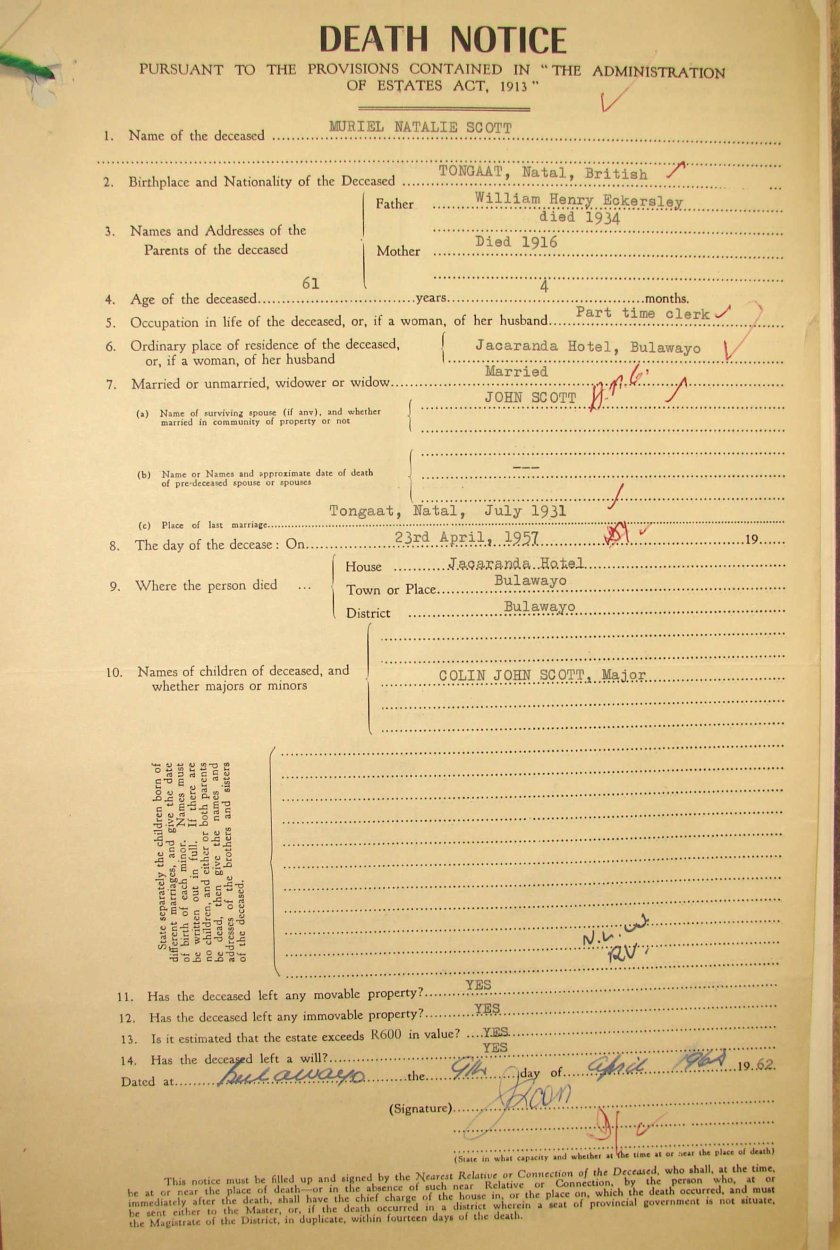 DEATH NOTICE
PURSUANT TO THE PROVISIONS CONTAINED IN "THE ADMINISTRATION
OF ESTATES ACT, 1913"
1. Name of the deceased MURIEL NATALIE SCOTT
2. Birthplace and Nationality of the Deceased TONGAAT, Natal, British
3. Names and Addresses of the Parents of the deceased
Father William Henry Eckersley
died 1934
Mother Died 1916
4. Age of the deceased 61 years 4 months.
5. Occupation in life of the deceased, or, if a woman, of her husband Part time clerk
6. Ordinary place of residence of the deceased,
or, if a woman, of her husband Jacaranda Hotel, Bulawayo
7. Married or unmarried, widower or widow Married
(a) Name of surviving spouse (if any), and whether
married in community of property or not JOHN SCOTT
(b) Name or Names and approximate date of death
of pre-deceased spouse or spouses ---
(c) Place of last marriage Tongaat, Natal, July 1931
8. The day of the decease: On 23rd April, 1957 19
9. Where the person died ...
House Jacaranda Hotel
Town or Place Bulawayo
District Bulawayo
10. Names of children of deceased, and
whether majors or minors COLIN JOHN SCOTT, Major
State separately the children born of
different marriages, and give the date
of birth of each minor. Names must
be written out in full. If there are
no children, and either or both parents
be dead, then give the names and
addresses of the brothers and sisters
of the deceased.
11. Has the deceased left any movable property? YES
12. Has the deceased left any immovable property? YES
13. Is it estimated that the estate exceeds R600 in value? YES
14. Has the deceased left a will? YES
Dated at Bulawayo the 9th day of April 1962 19 62.
(Signature)
(State in what capacity and whether at the time at or near the place of death)
This notice must be filled up and signed by the Nearest Relative or Connection of the Deceased, who shall, at the time,
be at or near the place of death—or in the absence of such near Relative or Connection, by the person who, at or
immediately after the death, shall have the chief charge of the house in, or the place on, which the death occurred, and must
be sent either to the Master, or, if the death occurred in a district wherein a seat of provincial government is not situate,
the Magistrate of the District, in duplicate, within fourteen days of the death.